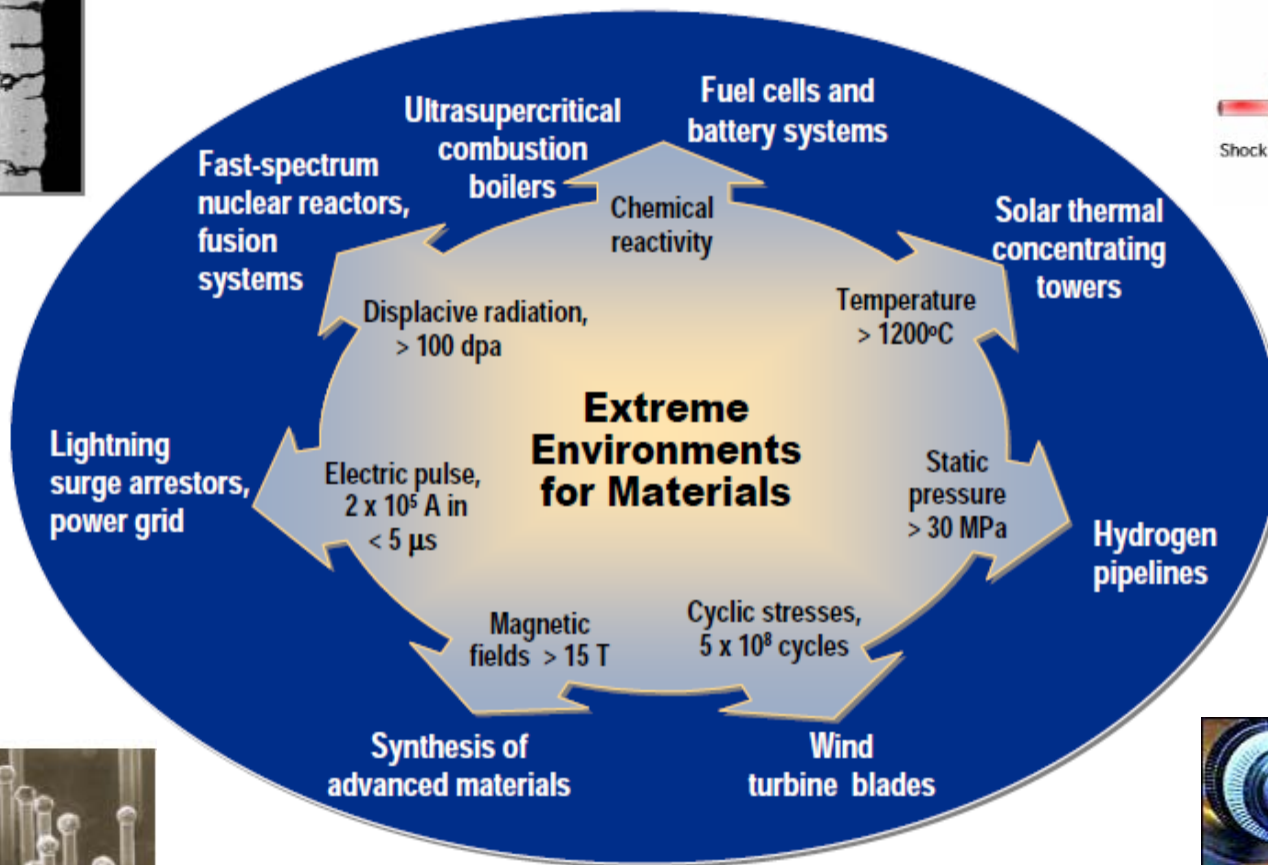 Ultrasupercritical
combustion
boilers
Fuel cells and
battery systems
Shock
Fast-spectrum
nuclear reactors,
fusion
systems
Chemical
reactivity
Solar thermal
concentrating
towers
Displacive radiation,
> 100 dpa
Temperature
> 1200ºC
Extreme
Environments
for Materials
Lightning
surge arrestors,
power grid
Electric pulse,
2 x 10⁵ A in
< 5 μs
Static
pressure
> 30 MPa
Hydrogen
pipelines
Magnetic
fields > 15 T
Cyclic stresses,
5 x 10⁸ cycles
Synthesis of
advanced materials
Wind
turbine blades